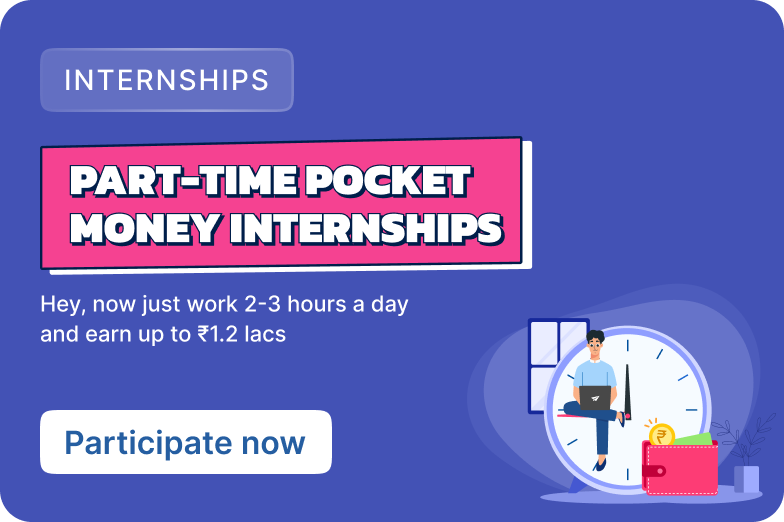 INTERNSHIPS
PART-TIME POCKET
MONEY INTERNSHIPS
Hey, now just work 2-3 hours a day
and earn up to ₹1.2 lacs
Participate now
₹